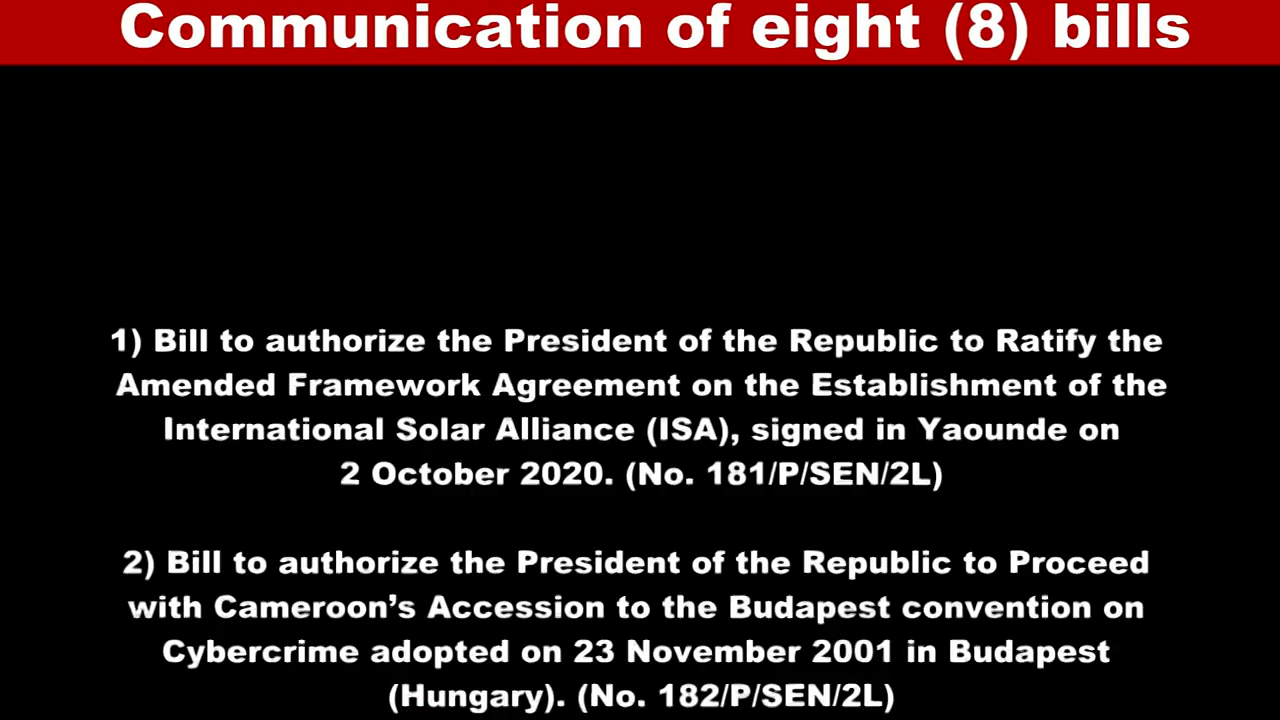 Communication of eight (8) bills
1) Bill to authorize the President of the Republic to Ratify the
Amended Framework Agreement on the Establishment of the
International Solar Alliance (ISA), signed in Yaounde on
2 October 2020. (No. 181/P/SEN/2L)
2) Bill to authorize the President of the Republic to Proceed
with Cameroon’s Accession to the Budapest convention on
Cybercrime adopted on 23 November 2001 in Budapest
(Hungary). (No. 182/P/SEN/2L)